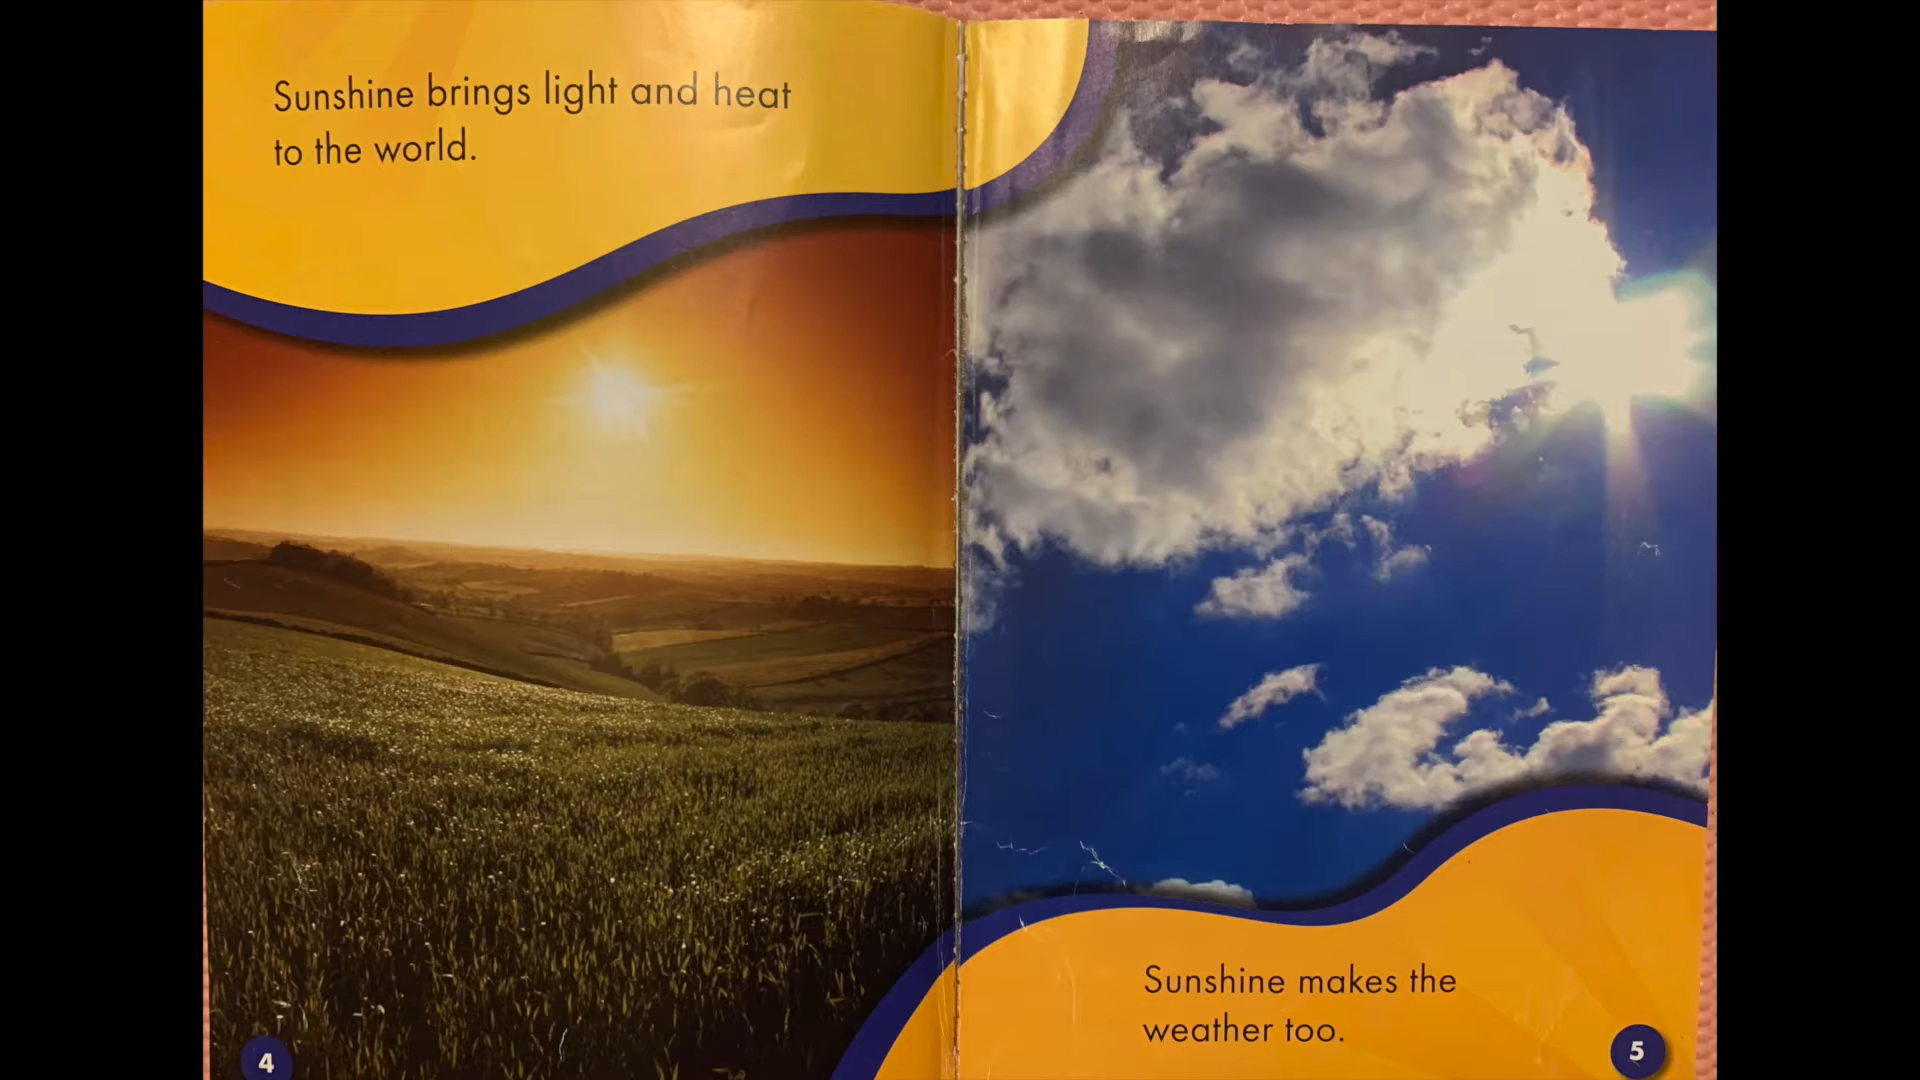 Sunshine brings light and heat
to the world.
4
Sunshine makes the
weather too.
5